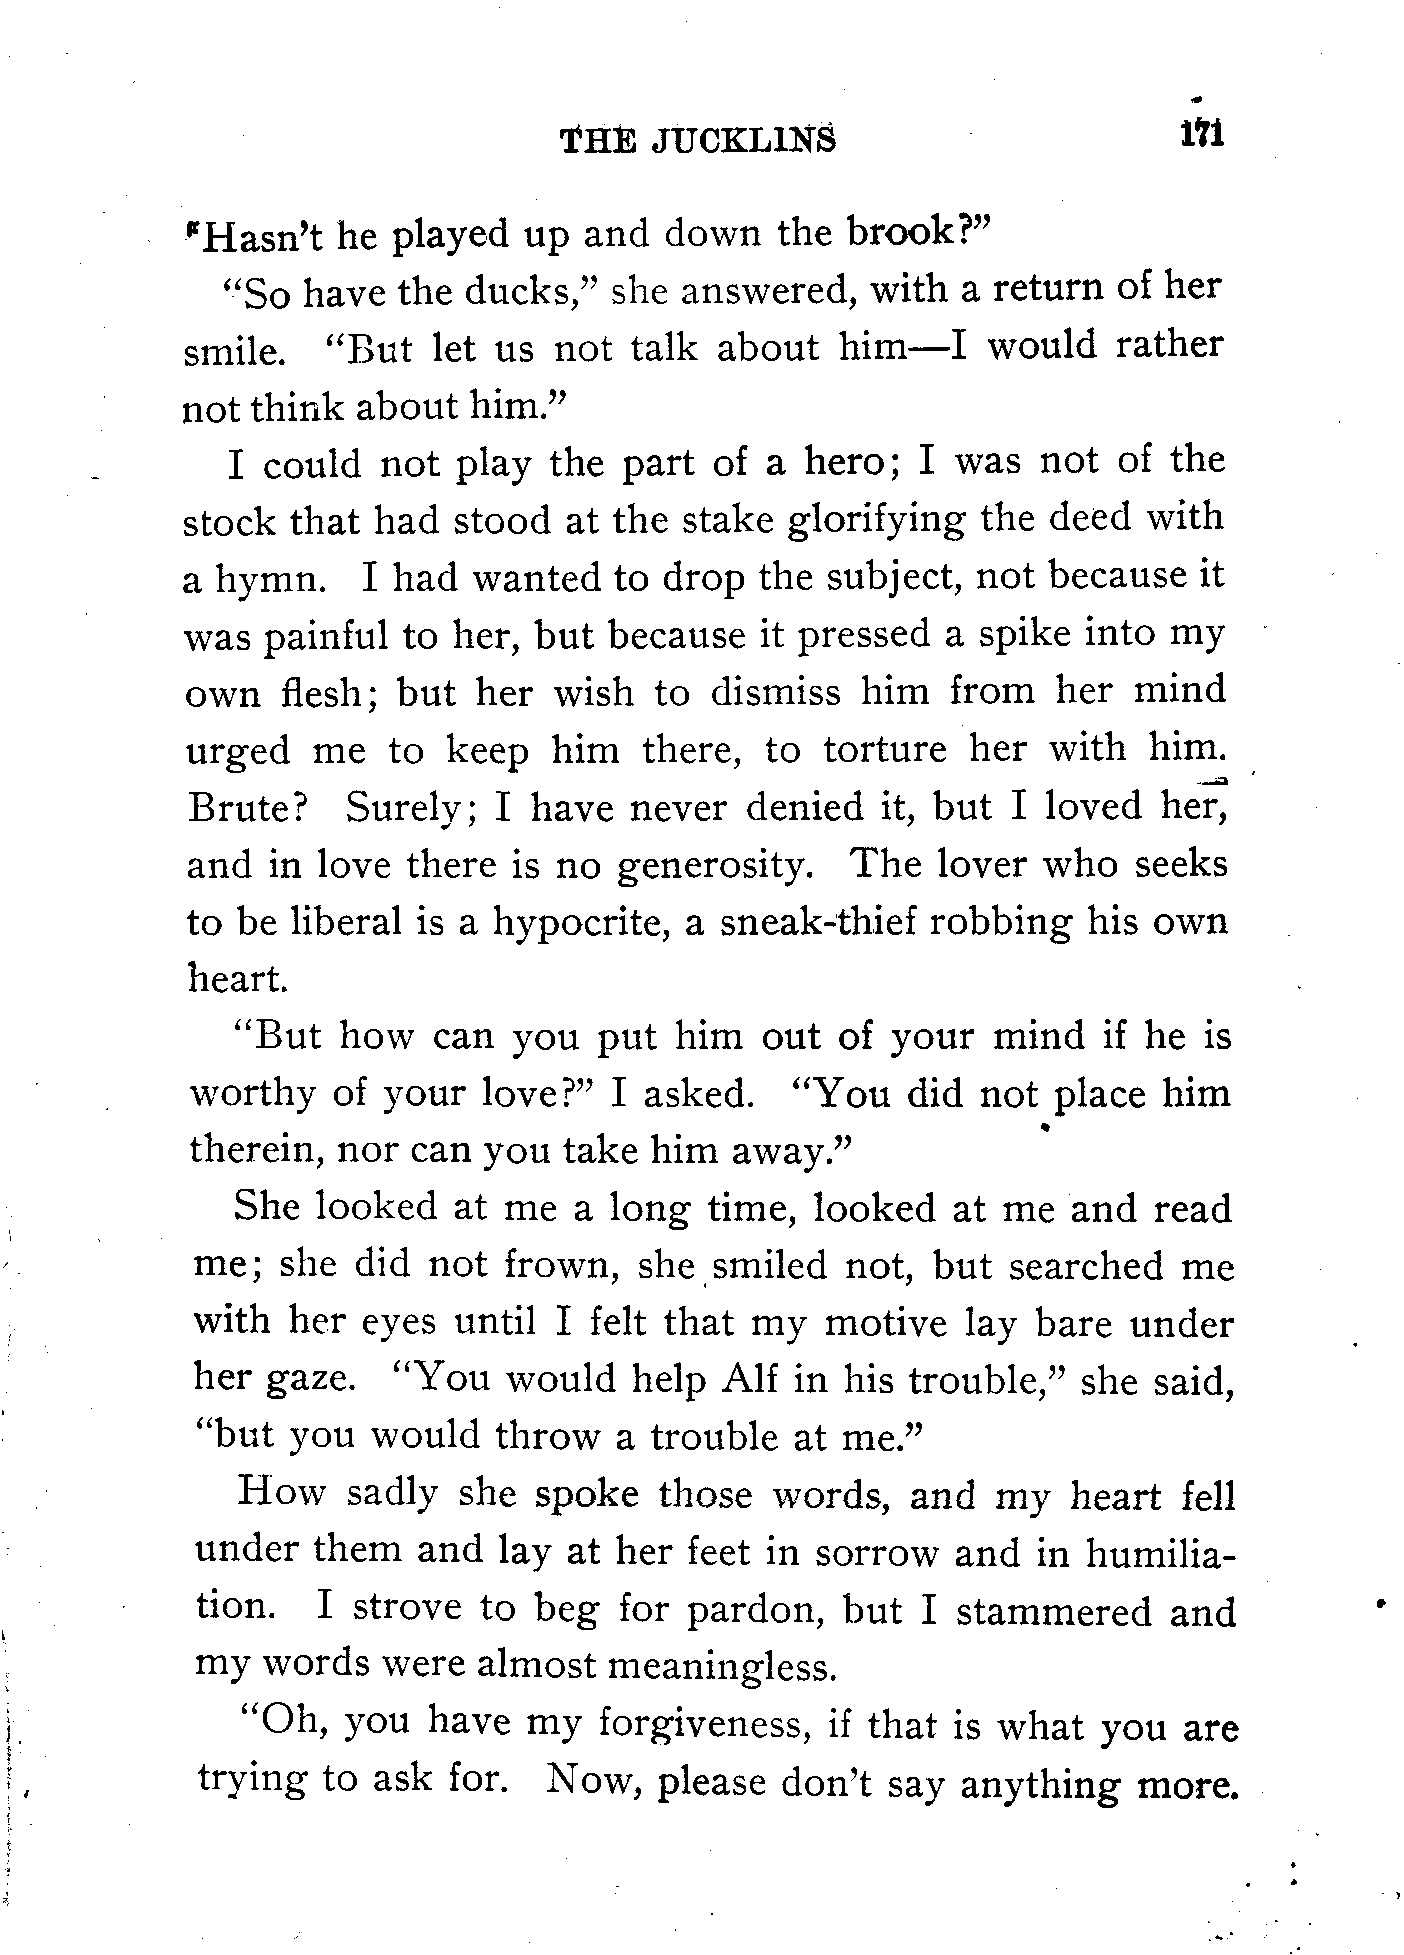 THE JUCKLINS 171
"Hasn't he played up and down the brook?"
"So have the ducks," she answered, with a return of her
smile. "But let us not talk about him—I would rather
not think about him."
I could not play the part of a hero; I was not of the
stock that had stood at the stake glorifying the deed with
a hymn. I had wanted to drop the subject, not because it
was painful to her, but because it pressed a spike into my
own flesh; but her wish to dismiss him from her mind
urged me to keep him there, to torture her with him.
Brute? Surely; I have never denied it, but I loved her,
and in love there is no generosity. The lover who seeks
to be liberal is a hypocrite, a sneak-thief robbing his own
heart.
"But how can you put him out of your mind if he is
worthy of your love?" I asked. "You did not place him
therein, nor can you take him away."
She looked at me a long time, looked at me and read
me; she did not frown, she smiled not, but searched me
with her eyes until I felt that my motive lay bare under
her gaze. "You would help Alf in his trouble," she said,
"but you would throw a trouble at me."
How sadly she spoke those words, and my heart fell
under them and lay at her feet in sorrow and in humilia-
tion. I strove to beg for pardon, but I stammered and
my words were almost meaningless.
"Oh, you have my forgiveness, if that is what you are
trying to ask for. Now, please don't say anything more.